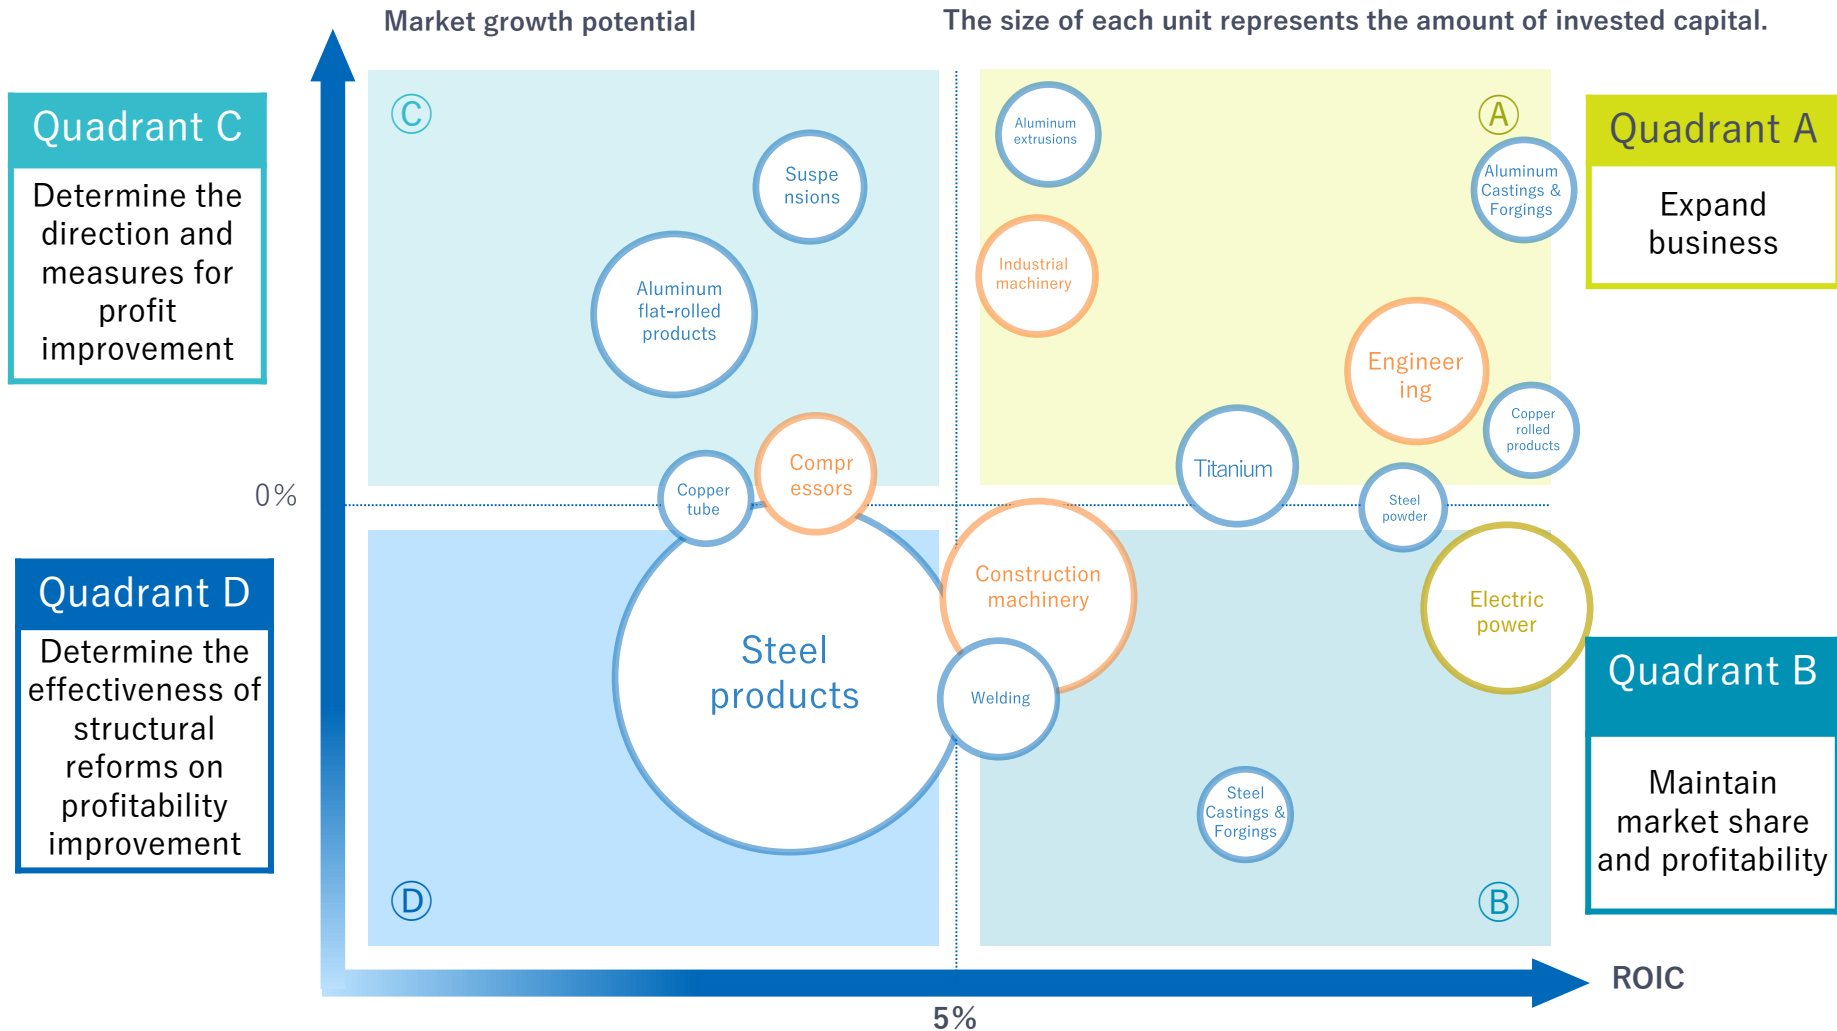 Market growth potential
The size of each unit represents the amount of invested capital.
Quadrant C
Determine the
direction and
measures for
profit
improvement
Ⓒ
Suspe
nsions
Aluminum
flat-rolled
products
Compr
essors
Copper
tube
Ⓐ
Aluminum
extrusions
Aluminum
Castings &
Forgings
Industrial
machinery
Engineer
ing
Copper
rolled
products
Titanium
Steel
powder
Quadrant A
Expand
business
0%
Quadrant D
Determine the
effectiveness of
structural
reforms on
profitability
improvement
Steel
products
Ⓓ
Construction
machinery
Welding
Electric
power
Steel
Castings &
Forgings
Ⓑ
Quadrant B
Maintain
market share
and profitability
ROIC
5%